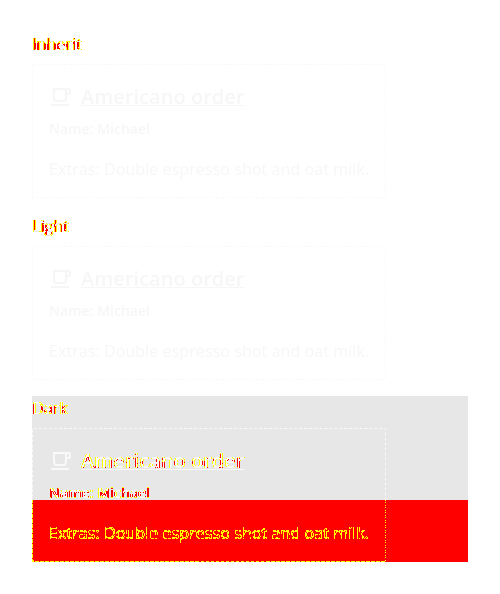 Inherit
Americano order
Name: Michael
Extras: Double espresso shot and oat milk.
Light
Americano order
Name: Michael
Extras: Double espresso shot and oat milk.
Dark
Americano order
Name: Michael
Extras: Double espresso shot and oat milk.